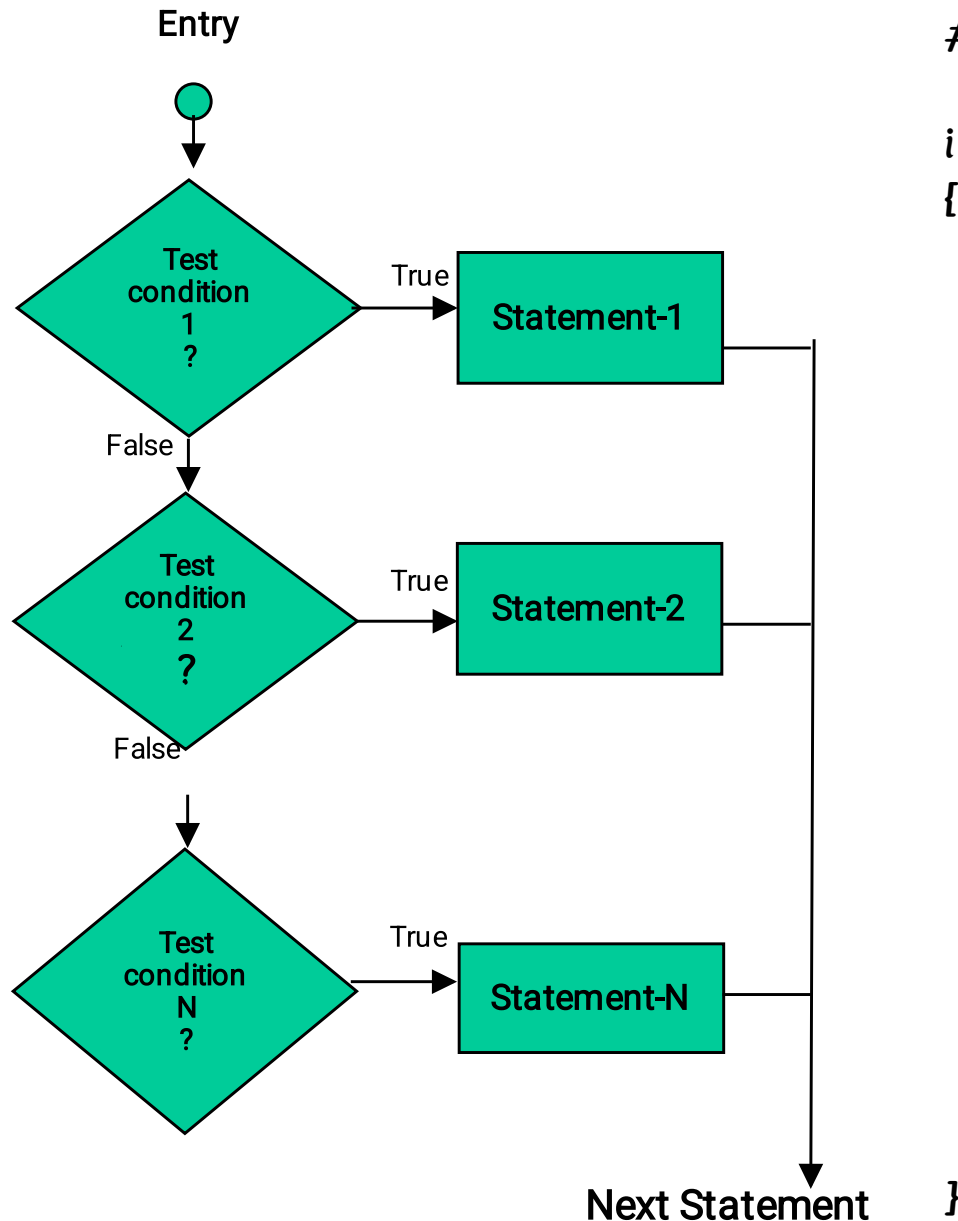 Entry
#
i
{
Test
condition
1
?
True
Statement-1
False
Test
condition
2
?
True
Statement-2
False
Test
condition
N
?
True
Statement-N
Next Statement
}